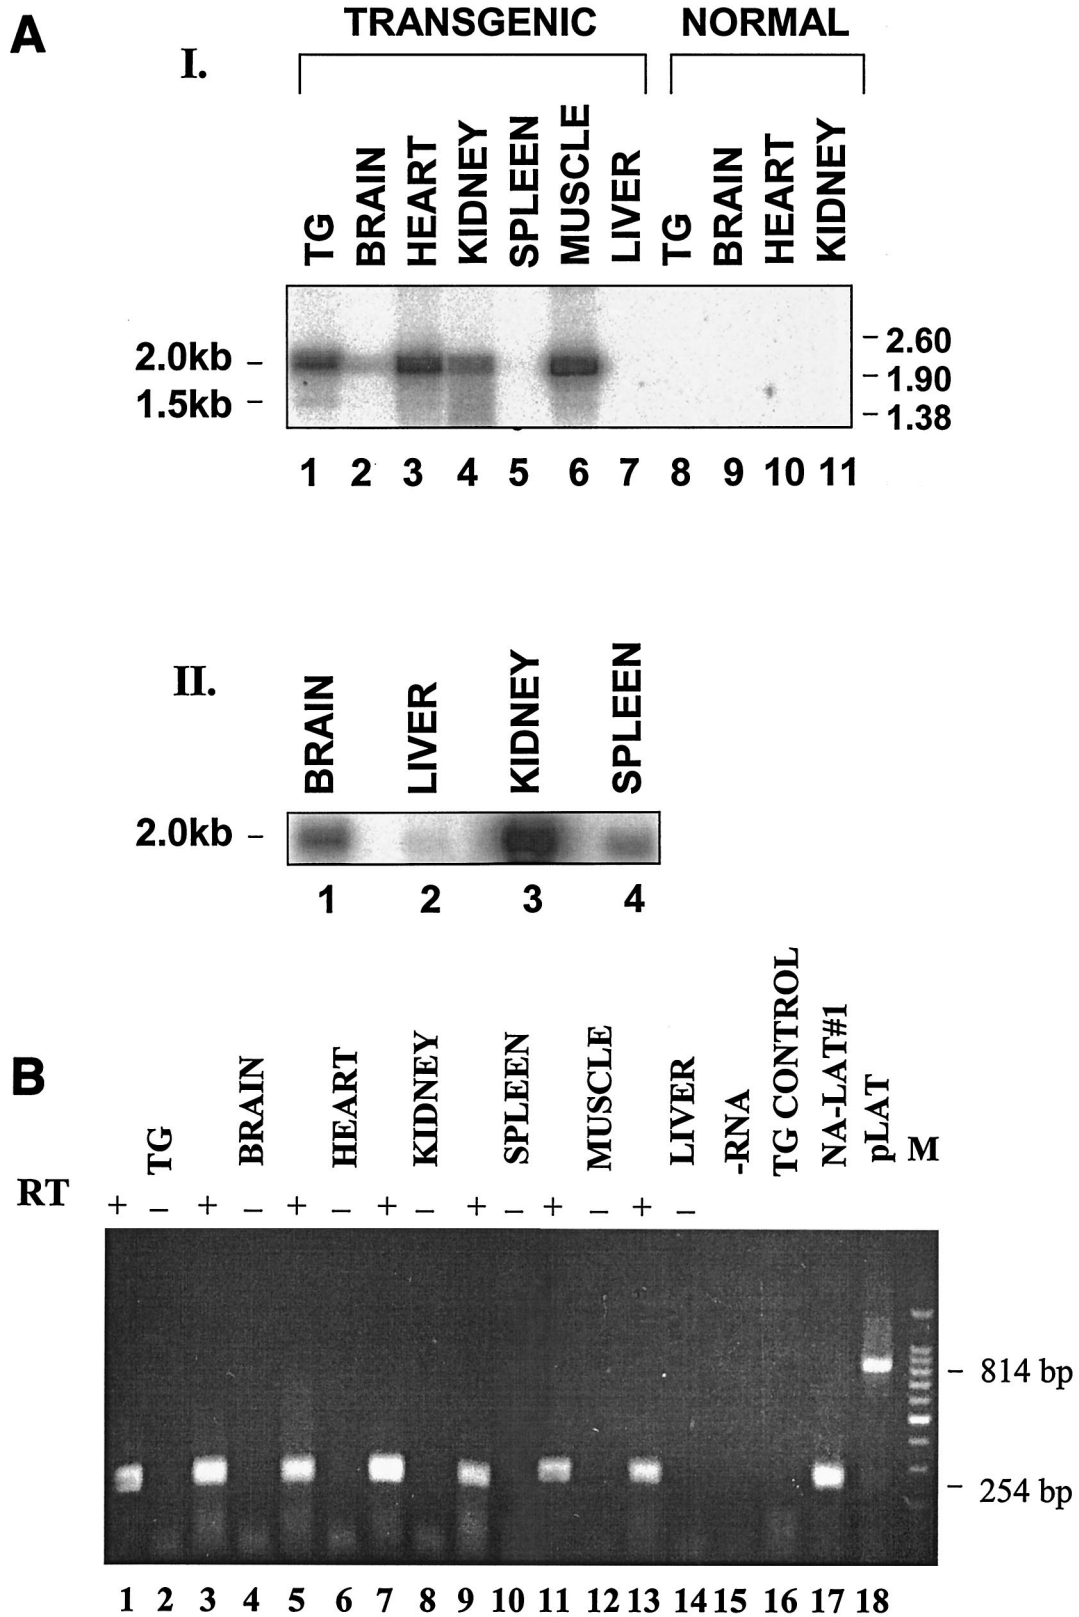 A
TRANSGENIC NORMAL
I.
TG BRAIN HEART KIDNEY SPLEEN MUSCLE LIVER TG BRAIN HEART KIDNEY
2.0kb
1.5kb
2.60
1.90
1.38
1 2 3 4 5 6 7 8 9 10 11
II.
BRAIN LIVER KIDNEY SPLEEN
2.0kb
1 2 3 4
B
TG BRAIN HEART KIDNEY SPLEEN MUSCLE LIVER -RNA TG CONTROL NA-LAT#1 pLAT M
RT + – + – + – + – + – + – + –
814 bp
254 bp
1 2 3 4 5 6 7 8 9 10 11 12 13 14 15 16 17 18